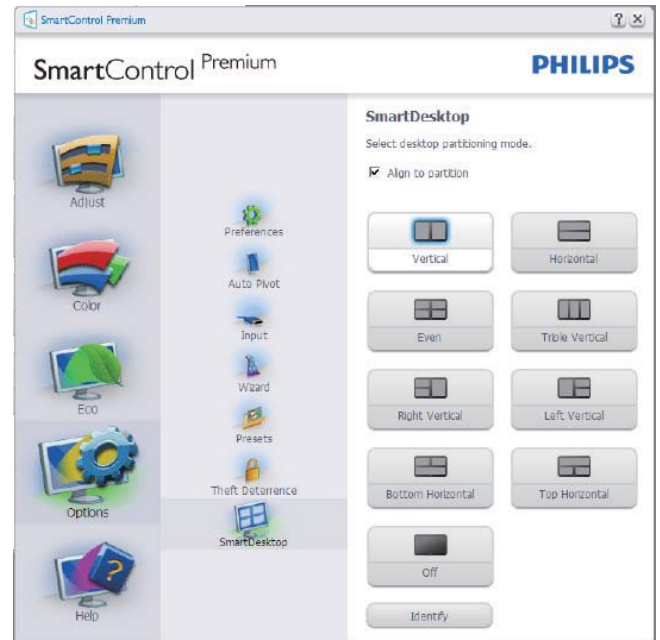 SmartControl Premium
SmartControl Premium
PHILIPS
Adjust
Color
Eco
Options
Help
Preferences
Auto Pivot
Input
Wizard
Presets
Theft Deterrence
SmartDesktop
SmartDesktop
Select desktop partitioning mode.
Align to partition
Vertical
Horizontal
Even
Triple Vertical
Right Vertical
Left Vertical
Bottom Horizontal
Top Horizontal
Off
Identify